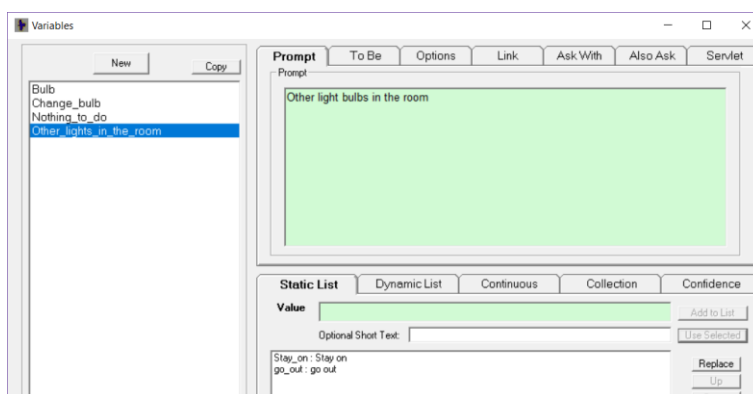 Variables
New
Copy
Bulb
Change_bulb
Nothing_to_do
Other_lights_in_the_room
Prompt To Be Options Link Ask With Also Ask Servlet
Prompt
Other light bulbs in the room
Static List Dynamic List Continuous Collection Confidence
Value
Add to List
Optional Short Text:
Use Selected
Stay_on : Stay on
go_out : go out
Replace
Up